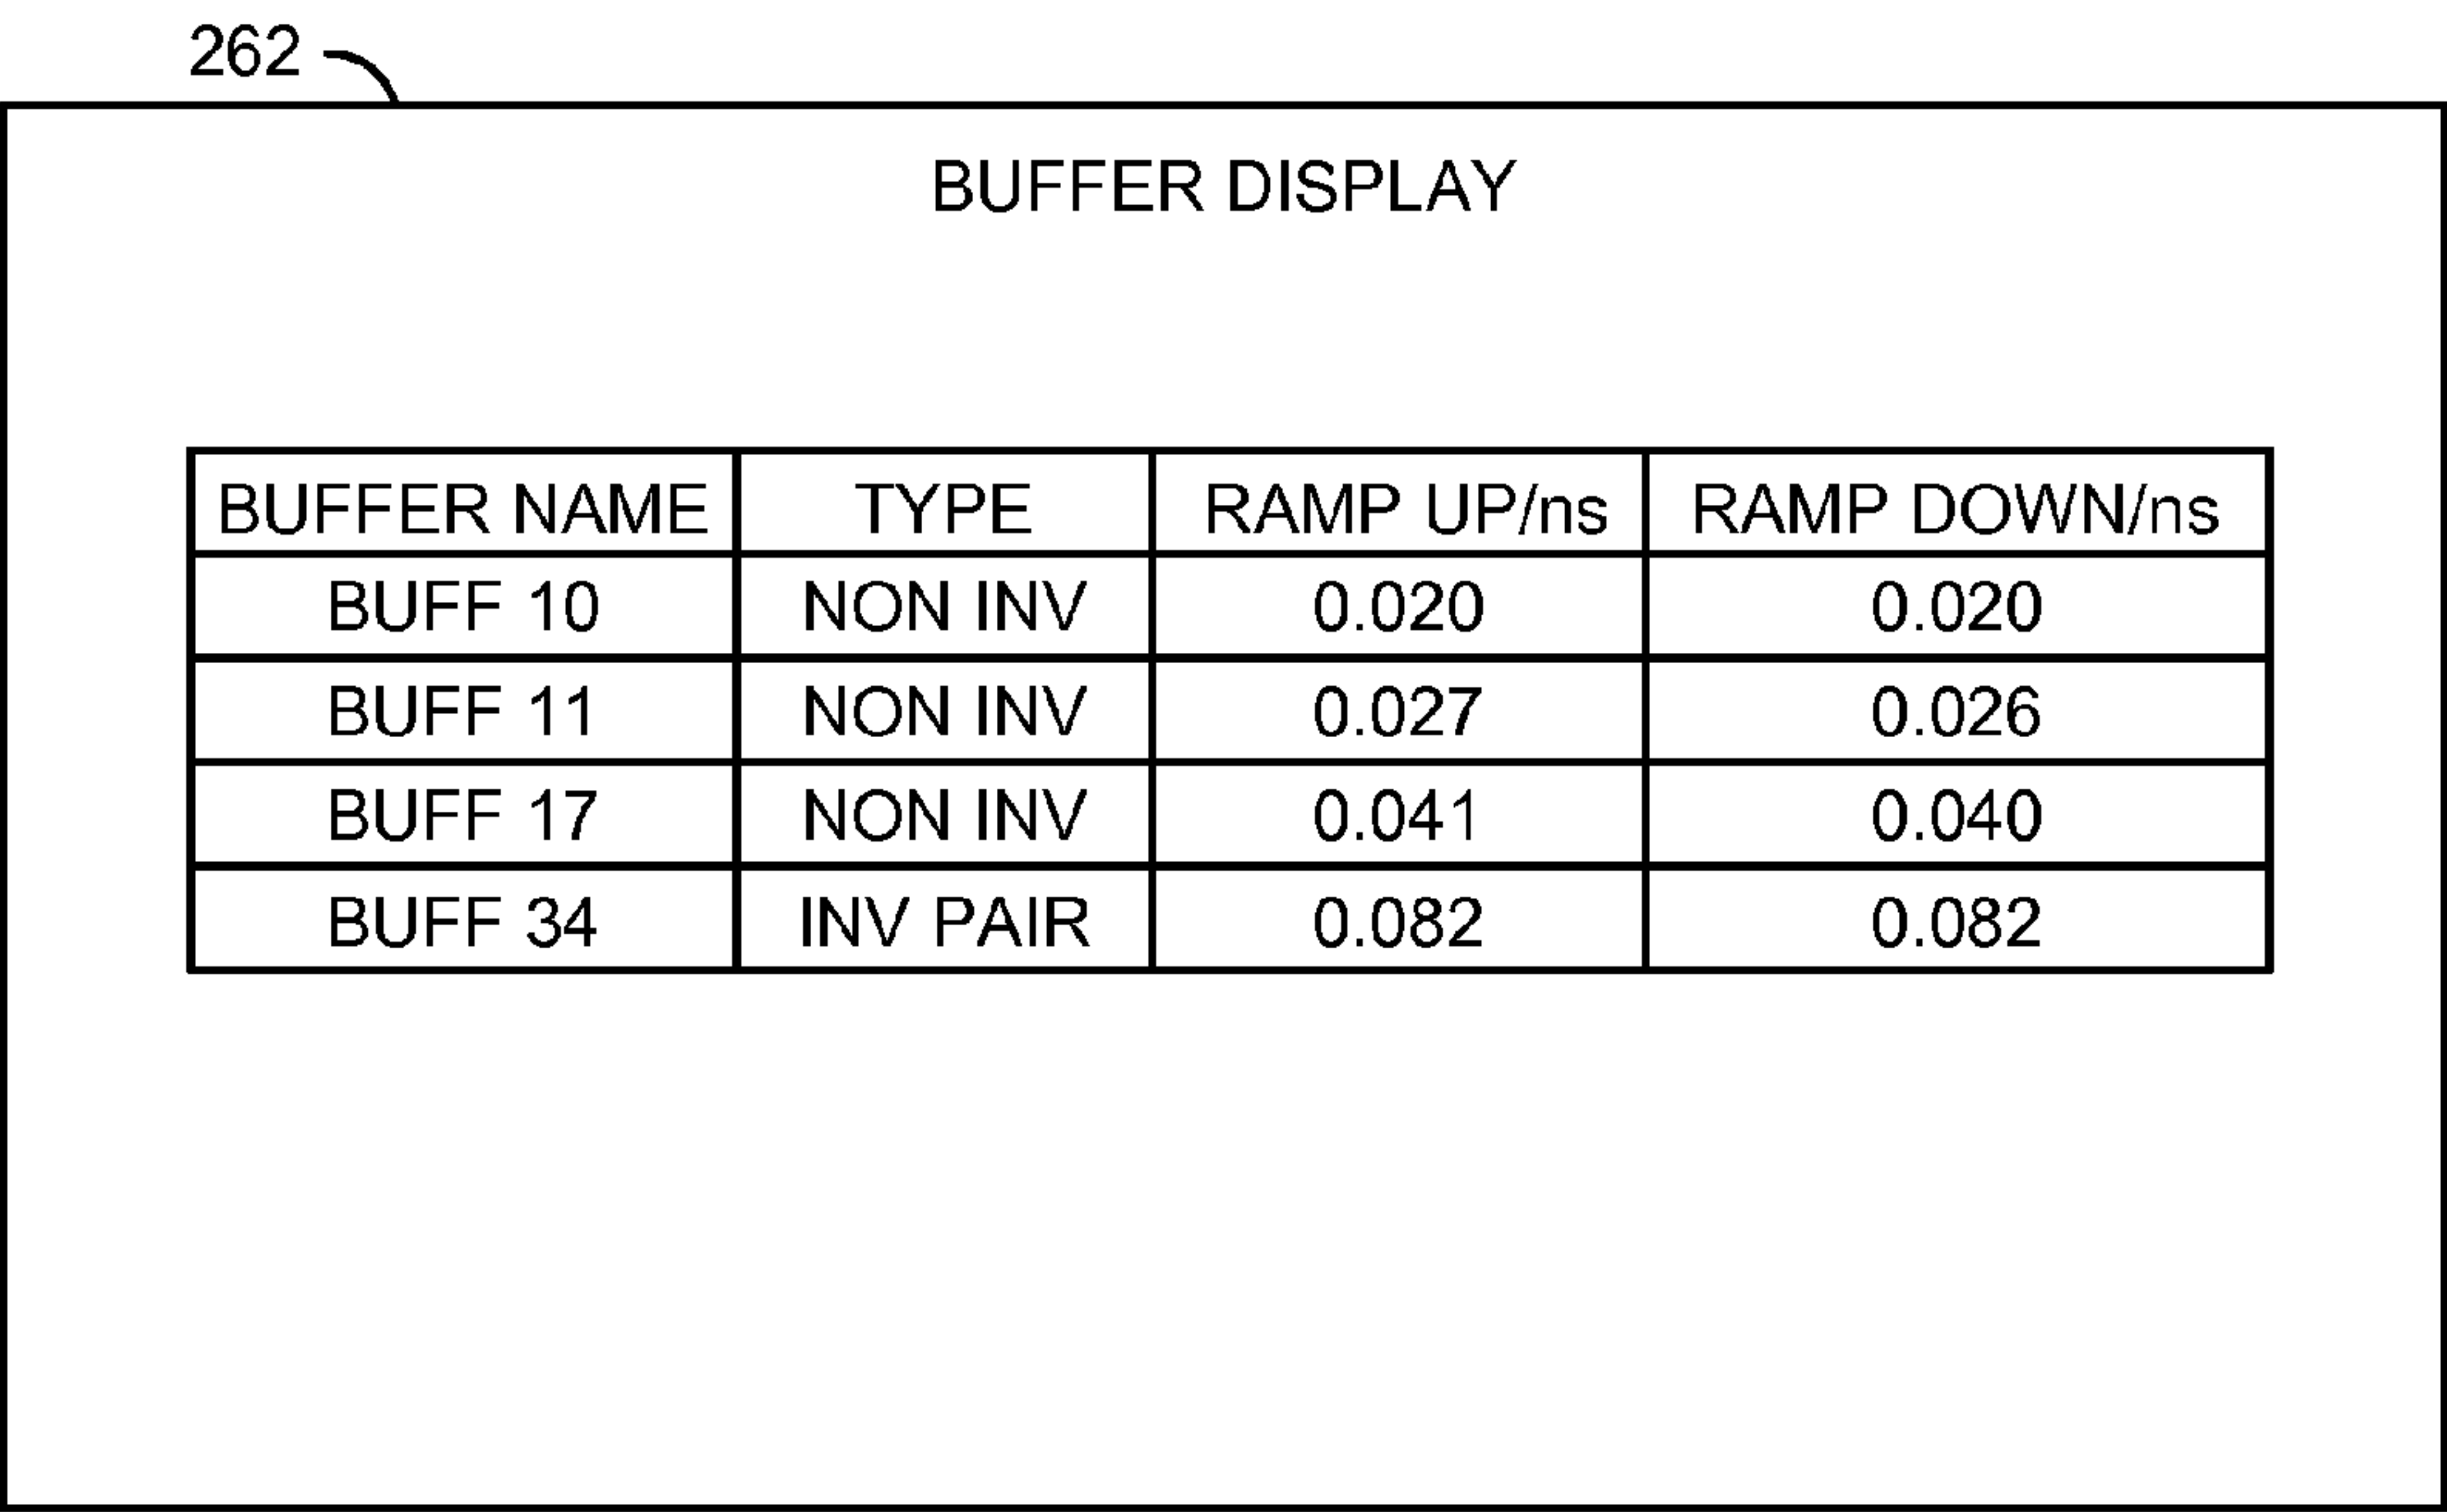 262
BUFFER DISPLAY
BUFFER NAME TYPE RAMP UP/ns RAMP DOWN/ns
BUFF 10 NON INV 0.020 0.020
BUFF 11 NON INV 0.027 0.026
BUFF 17 NON INV 0.041 0.040
BUFF 34 INV PAIR 0.082 0.082